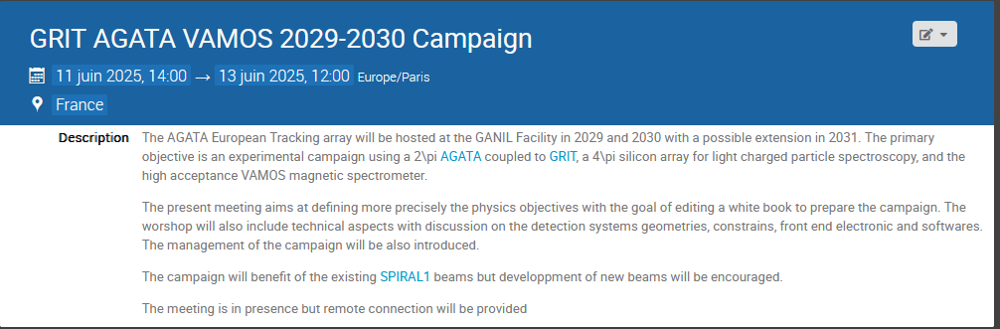 GRIT AGATA VAMOS 2029-2030 Campaign
11 juin 2025, 14:00 → 13 juin 2025, 12:00 Europe/Paris
France
Description The AGATA European Tracking array will be hosted at the GANIL Facility in 2029 and 2030 with a possible extension in 2031. The primary
objective is an experimental campaign using a 2\pi AGATA coupled to GRIT, a 4\pi silicon array for light charged particle spectroscopy, and the
high acceptance VAMOS magnetic spectrometer.
The present meeting aims at defining more precisely the physics objectives with the goal of editing a white book to prepare the campaign. The
worshop will also include technical aspects with discussion on the detection systems geometries, constrains, front end electronic and softwares.
The management of the campaign will be also introduced.
The campaign will benefit of the existing SPIRAL1 beams but developpment of new beams will be encouraged.
The meeting is in presence but remote connection will be provided